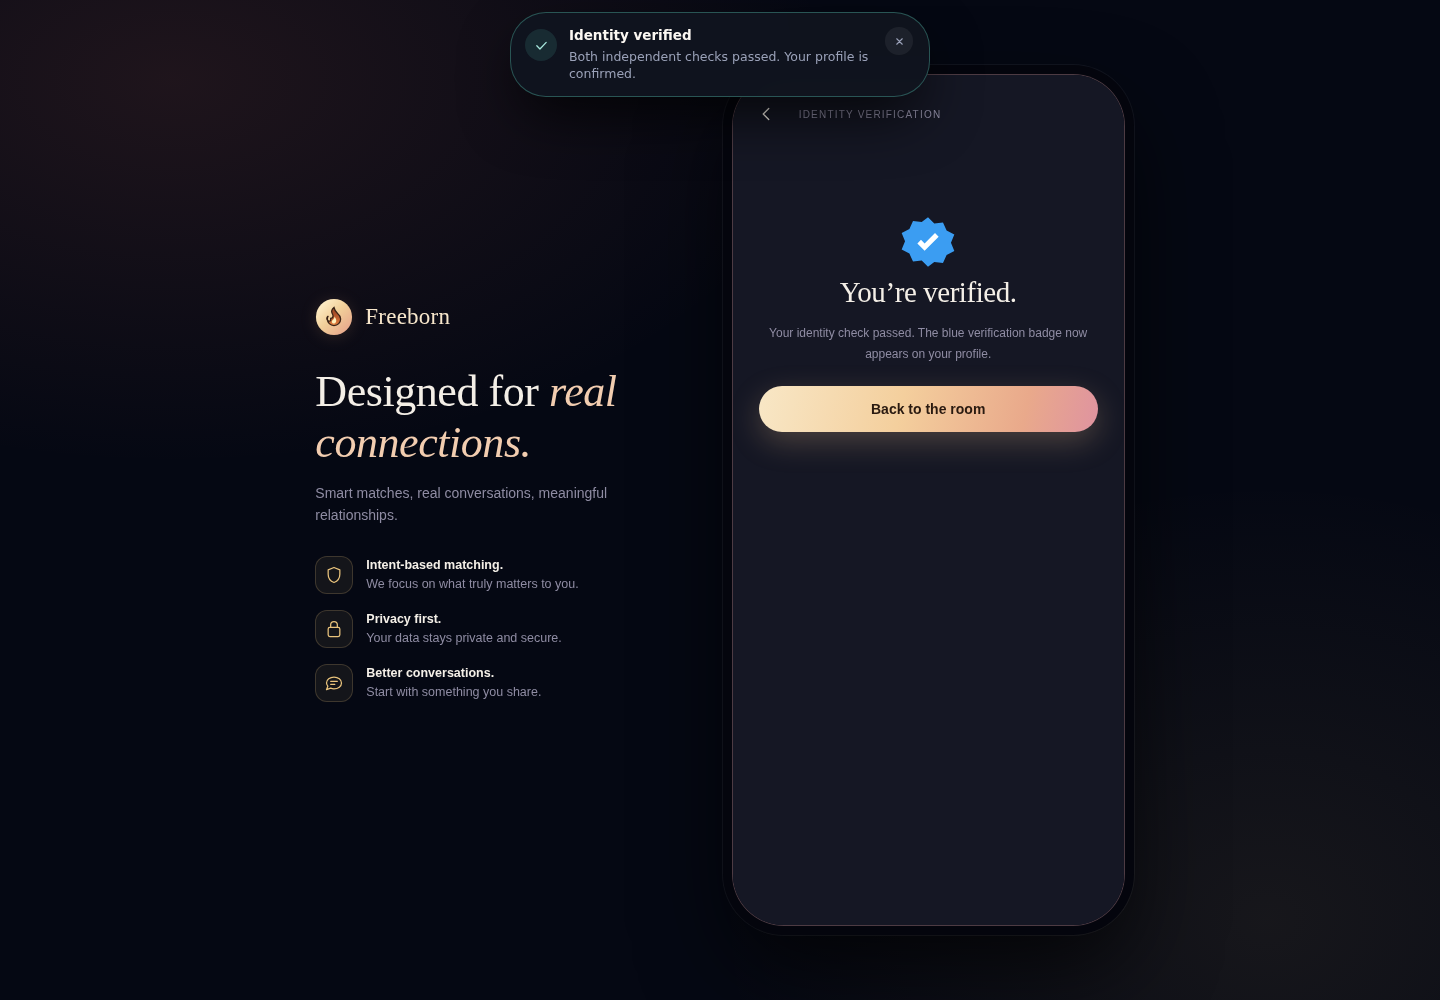 Identity verified
Both independent checks passed. Your profile is
confirmed.
IDENTITY VERIFICATION
You’re verified.
Your identity check passed. The blue verification badge now
appears on your profile.
Back to the room
Freeborn
Designed for real
connections.
Smart matches, real conversations, meaningful
relationships.
Intent-based matching.
We focus on what truly matters to you.
Privacy first.
Your data stays private and secure.
Better conversations.
Start with something you share.